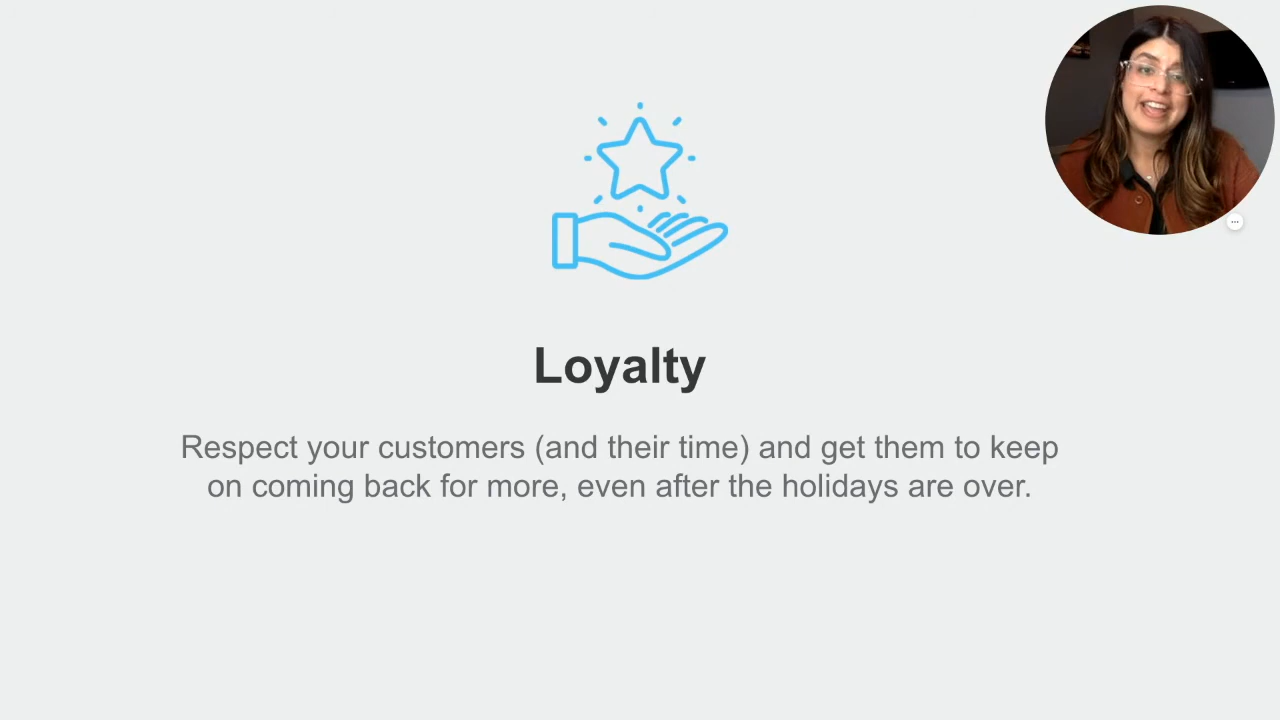 Loyalty
Respect your customers (and their time) and get them to keep
on coming back for more, even after the holidays are over.